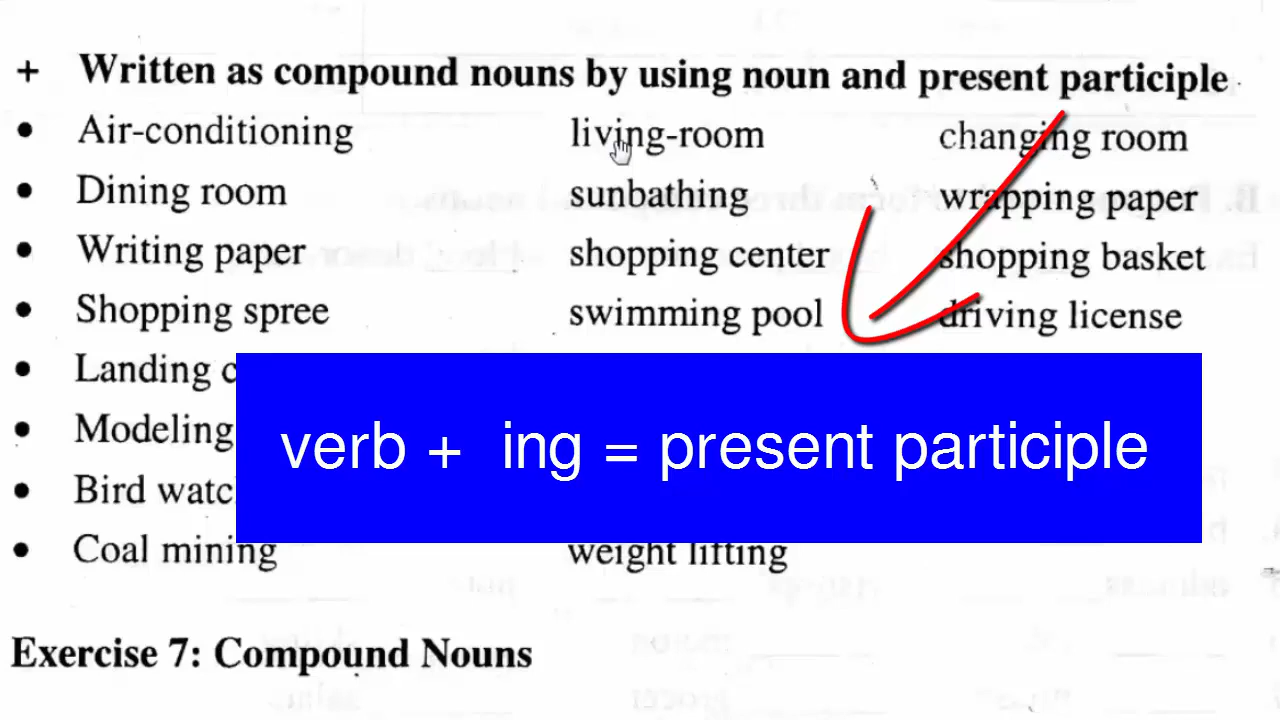 + Written as compound nouns by using noun and present participle
• Air-conditioning living-room changing room
• Dining room sunbathing wrapping paper
• Writing paper shopping center shopping basket
• Shopping spree swimming pool driving license
• Landing
• Modeling
verb + ing = present participle
• Bird
• Coal mining weight lifting
Exercise 7: Compound Nouns